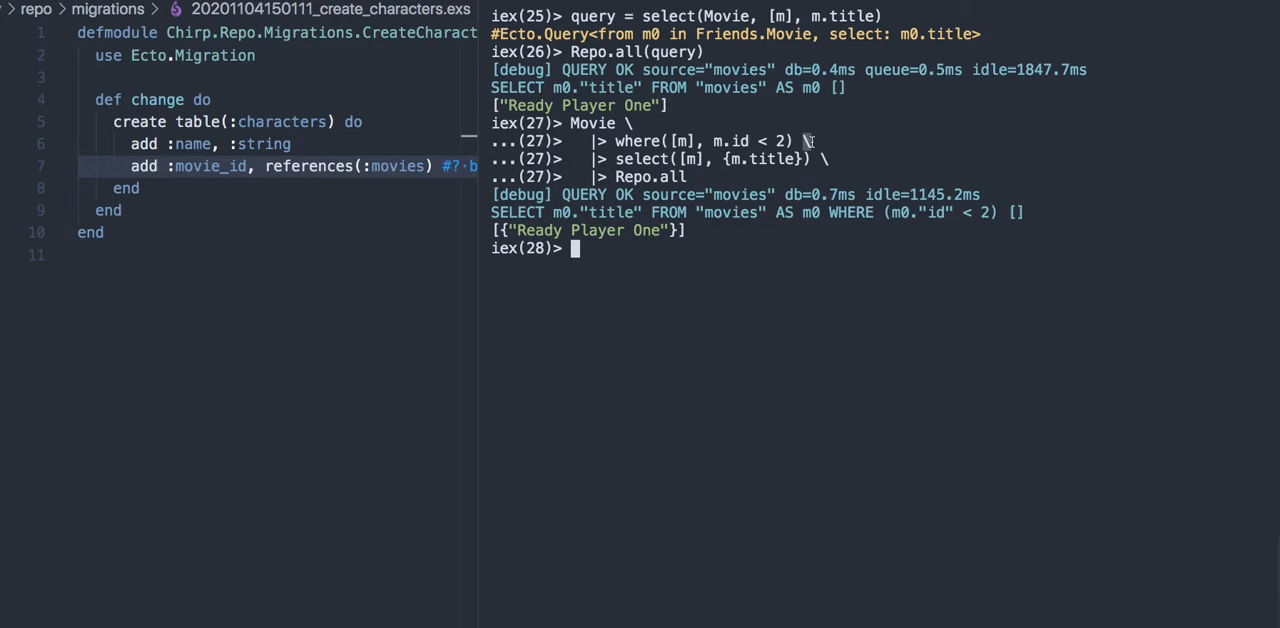 repo > migrations > 20201104150111_create_characters.exs
1 defmodule Chirp.Repo.Migrations.CreateCharact
2 use Ecto.Migration
3
4 def change do
5 create table(:characters) do
6 add :name, :string
7 add :movie_id, references(:movies) #?·b
8 end
9 end
10 end
11
iex(25)> query = select(Movie, [m], m.title)
#Ecto.Query<from m0 in Friends.Movie, select: m0.title>
iex(26)> Repo.all(query)
[debug] QUERY OK source="movies" db=0.4ms queue=0.5ms idle=1847.7ms
SELECT m0."title" FROM "movies" AS m0 []
["Ready Player One"]
iex(27)> Movie \
...(27)> |> where([m], m.id < 2) \
...(27)> |> select([m], {m.title}) \
...(27)> |> Repo.all
[debug] QUERY OK source="movies" db=0.7ms idle=1145.2ms
SELECT m0."title" FROM "movies" AS m0 WHERE (m0."id" < 2) []
[{"Ready Player One"}]
iex(28)>